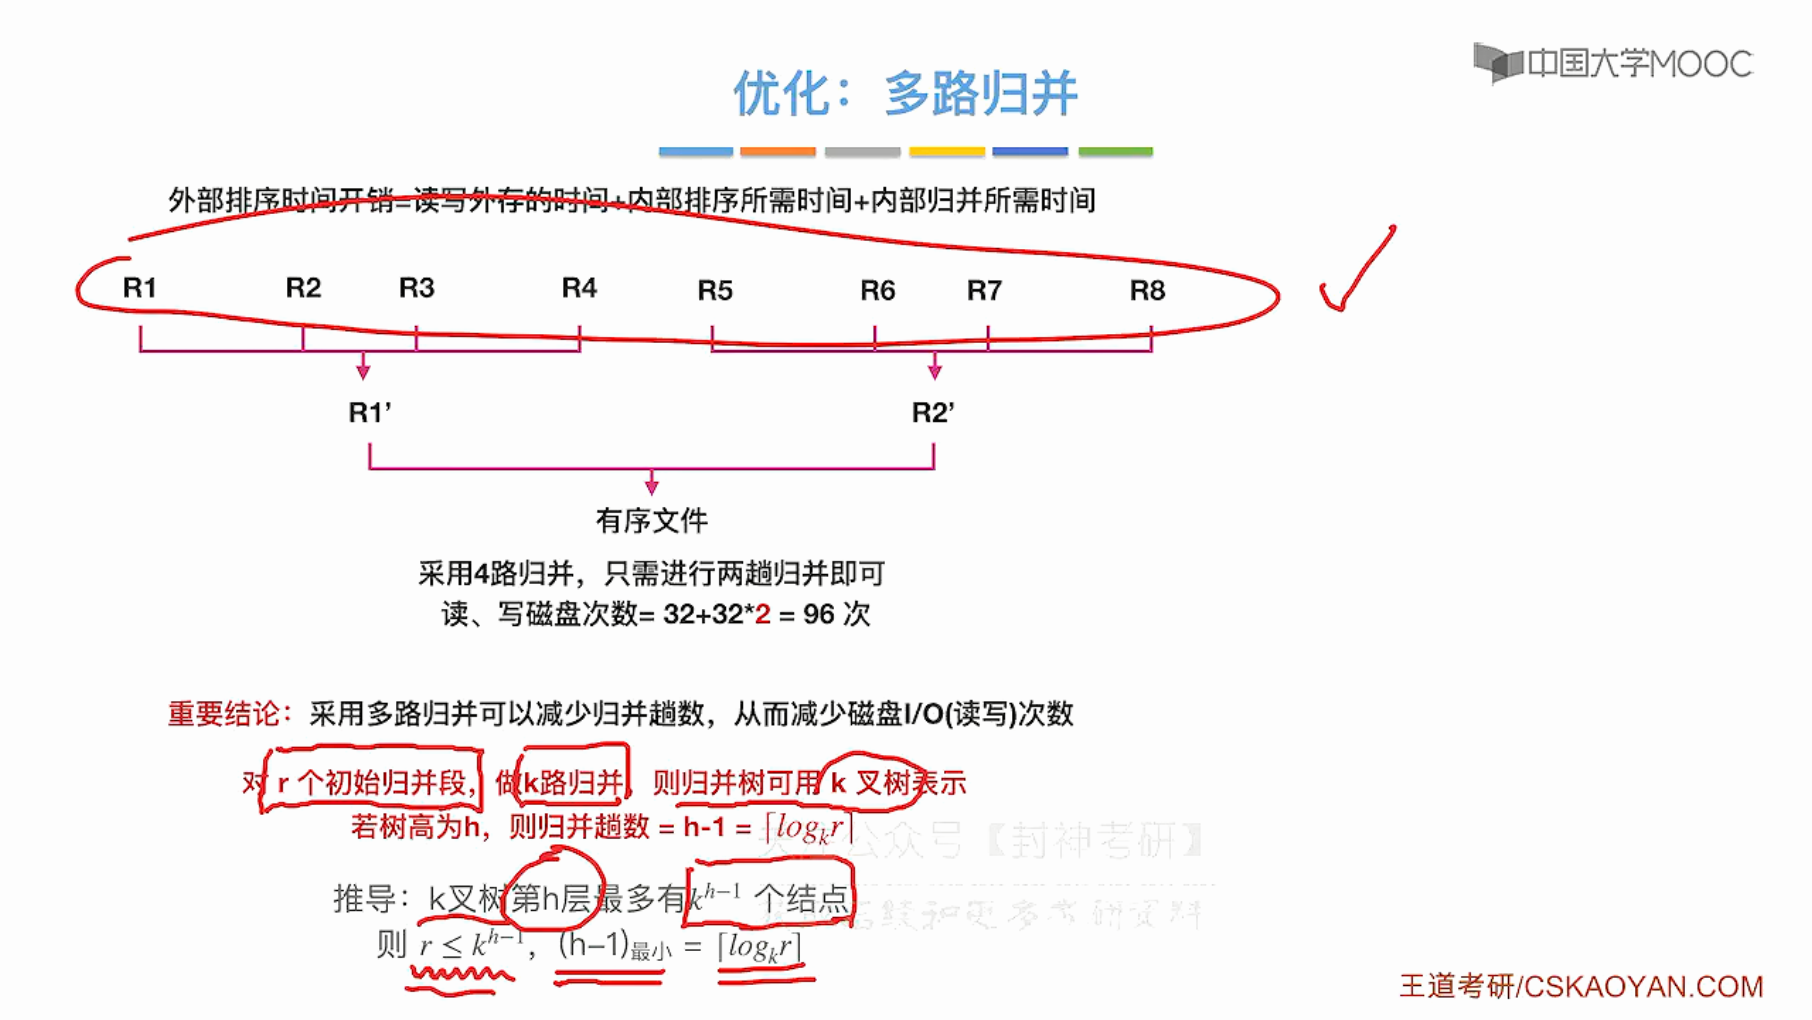 中国大学MOOC
优化：多路归并
外部排序时间开销=读写外存的时间+内部排序所需时间+内部归并所需时间
R1 R2 R3 R4 R5 R6 R7 R8
R1’ R2’
有序文件
采用4路归并，只需进行两趟归并即可
读、写磁盘次数= 32+32*2 = 96 次
重要结论：采用多路归并可以减少归并趟数，从而减少磁盘I/O(读写)次数
对 r 个初始归并段，做k路归并，则归并树可用 k 叉树表示
若树高为h，则归并趟数 = h-1 = ⌈logₖr⌉
公众号【封神考研】
推导：k叉树第h层最多有kʰ⁻¹ 个结点
则 r ≤ kʰ⁻¹，(h–1)最小 = ⌈logₖr⌉
王道考研/CSKAOYAN.COM